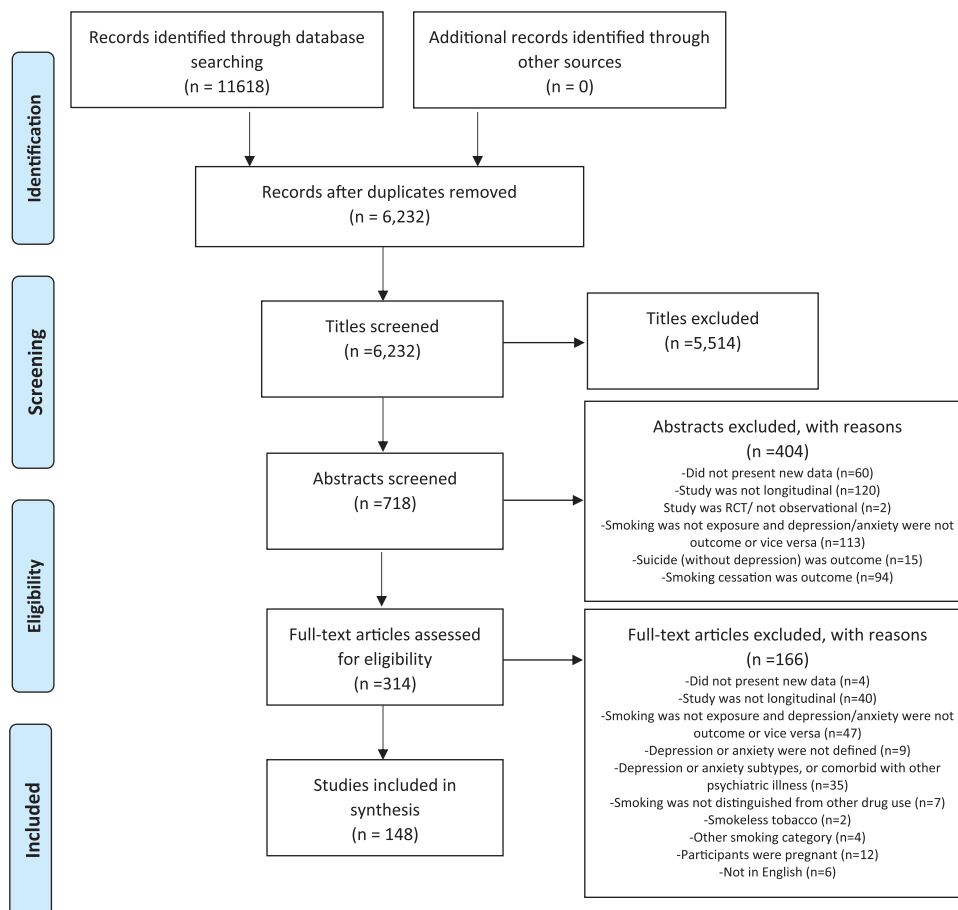 Records identified through database
searching
(n = 11618)
Additional records identified through
other sources
(n = 0)
Identification
Records after duplicates removed
(n = 6,232)
Screening
Titles screened
(n =6,232)
Titles excluded
(n =5,514)
Abstracts screened
(n =718)
Abstracts excluded, with reasons
(n =404)
-Did not present new data (n=60)
-Study was not longitudinal (n=120)
Study was RCT/ not observational (n=2)
-Smoking was not exposure and depression/anxiety were not
outcome or vice versa (n=113)
-Suicide (without depression) was outcome (n=15)
-Smoking cessation was outcome (n=94)
Eligibility
Full-text articles assessed
for eligibility
(n =314)
Full-text articles excluded, with reasons
(n =166)
-Did not present new data (n=4)
-Study was not longitudinal (n=40)
-Smoking was not exposure and depression/anxiety were not
outcome or vice versa (n=47)
-Depression or anxiety were not defined (n=9)
-Depression or anxiety subtypes, or comorbid with other
psychiatric illness (n=35)
-Smoking was not distinguished from other drug use (n=7)
-Smokeless tobacco (n=2)
-Other smoking category (n=4)
-Participants were pregnant (n=12)
-Not in English (n=6)
Included
Studies included in
synthesis
(n = 148)